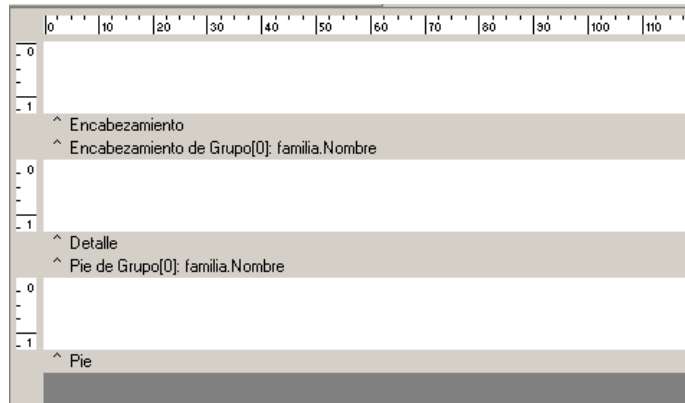 0 10 20 30 40 50 60 70 80 90 100 110
0
1
^ Encabezamiento
^ Encabezamiento de Grupo[0]: familia.Nombre
0
1
^ Detalle
^ Pie de Grupo[0]: familia.Nombre
0
1
^ Pie